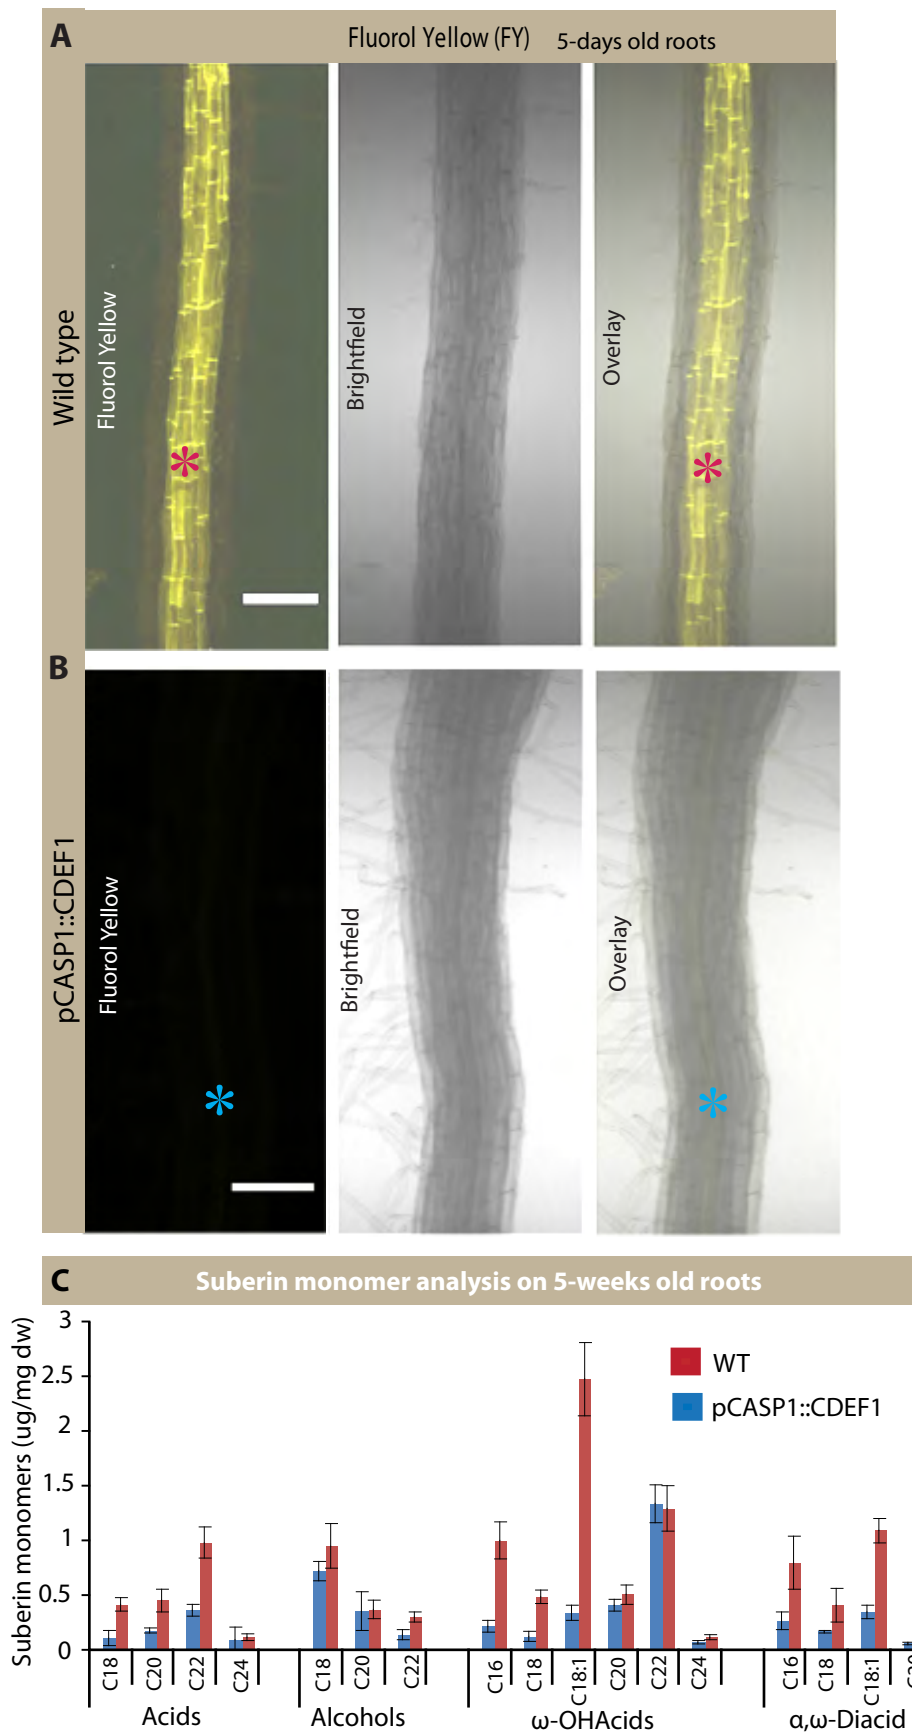 A
Fluorol Yellow (FY) 5-days old roots
Wild type
Fluorol Yellow
Brightfield
Overlay
*
*
B
pCASP1::CDEF1
Fluorol Yellow
Brightfield
Overlay
*
*
C
Suberin monomer analysis on 5-weeks old roots
Suberin monomers (ug/mg dw)
3
2.5
2
1.5
1
0.5
0
WT
pCASP1::CDEF1
C18 C20 C22 C24 C18 C20 C22 C16 C18 C18:1 C20 C22 C24 C16 C18 C18:1
Acids Alcohols ω-OHAcids α,ω-Diacid